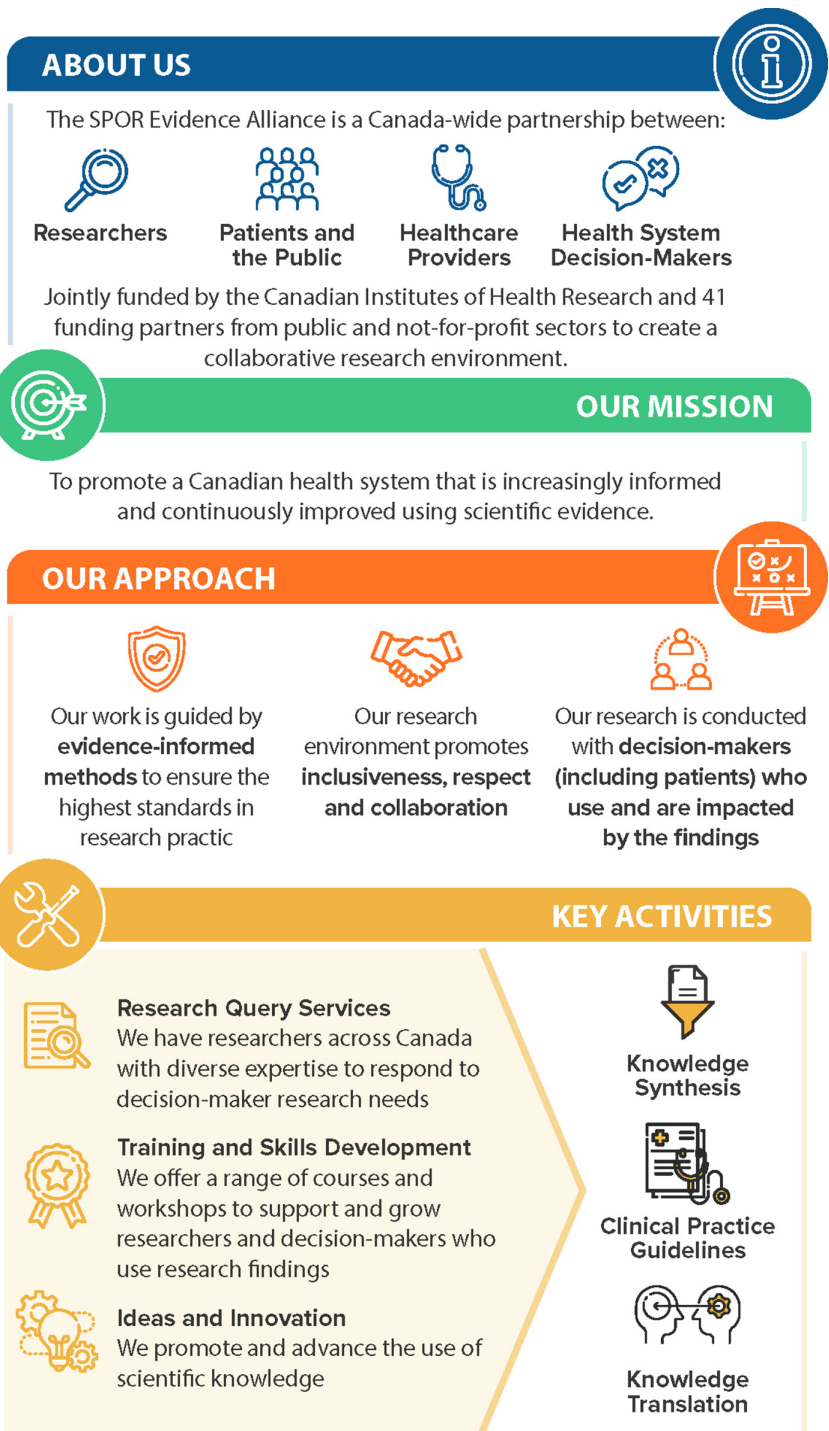 ABOUT US
The SPOR Evidence Alliance is a Canada-wide partnership between:
Researchers
Patients and
the Public
Healthcare
Providers
Health System
Decision-Makers
Jointly funded by the Canadian Institutes of Health Research and 41
funding partners from public and not-for-profit sectors to create a
collaborative research environment.
OUR MISSION
To promote a Canadian health system that is increasingly informed
and continuously improved using scientific evidence.
OUR APPROACH
Our work is guided by
evidence-informed
methods to ensure the
highest standards in
research practic
Our research
environment promotes
inclusiveness, respect
and collaboration
Our research is conducted
with decision-makers
(including patients) who
use and are impacted
by the findings
KEY ACTIVITIES
Research Query Services
We have researchers across Canada
with diverse expertise to respond to
decision-maker research needs
Training and Skills Development
We offer a range of courses and
workshops to support and grow
researchers and decision-makers who
use research findings
Ideas and Innovation
We promote and advance the use of
scientific knowledge
Knowledge
Synthesis
Clinical Practice
Guidelines
Knowledge
Translation